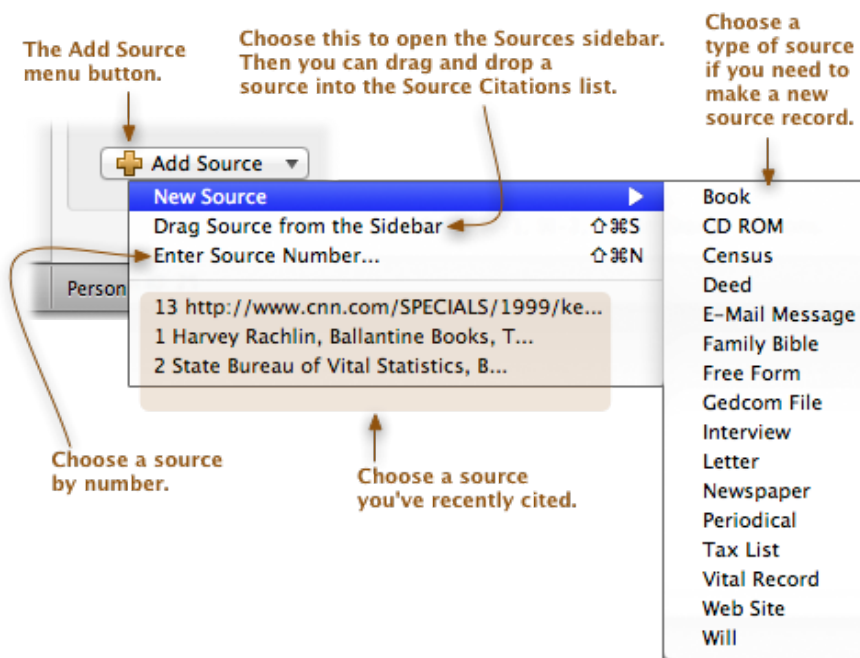 The Add Source
menu button.
Choose this to open the Sources sidebar.
Then you can drag and drop a
source into the Source Citations list.
Choose a
type of source
if you need to
make a new
source record.
Add Source
New Source
Drag Source from the Sidebar ⇧⌘S
Enter Source Number... ⇧⌘N
Person
13 http://www.cnn.com/SPECIALS/1999/ke...
1 Harvey Rachlin, Ballantine Books, T...
2 State Bureau of Vital Statistics, B...
Choose a source
by number.
Choose a source
you've recently cited.
Book
CD ROM
Census
Deed
E-Mail Message
Family Bible
Free Form
Gedcom File
Interview
Letter
Newspaper
Periodical
Tax List
Vital Record
Web Site
Will